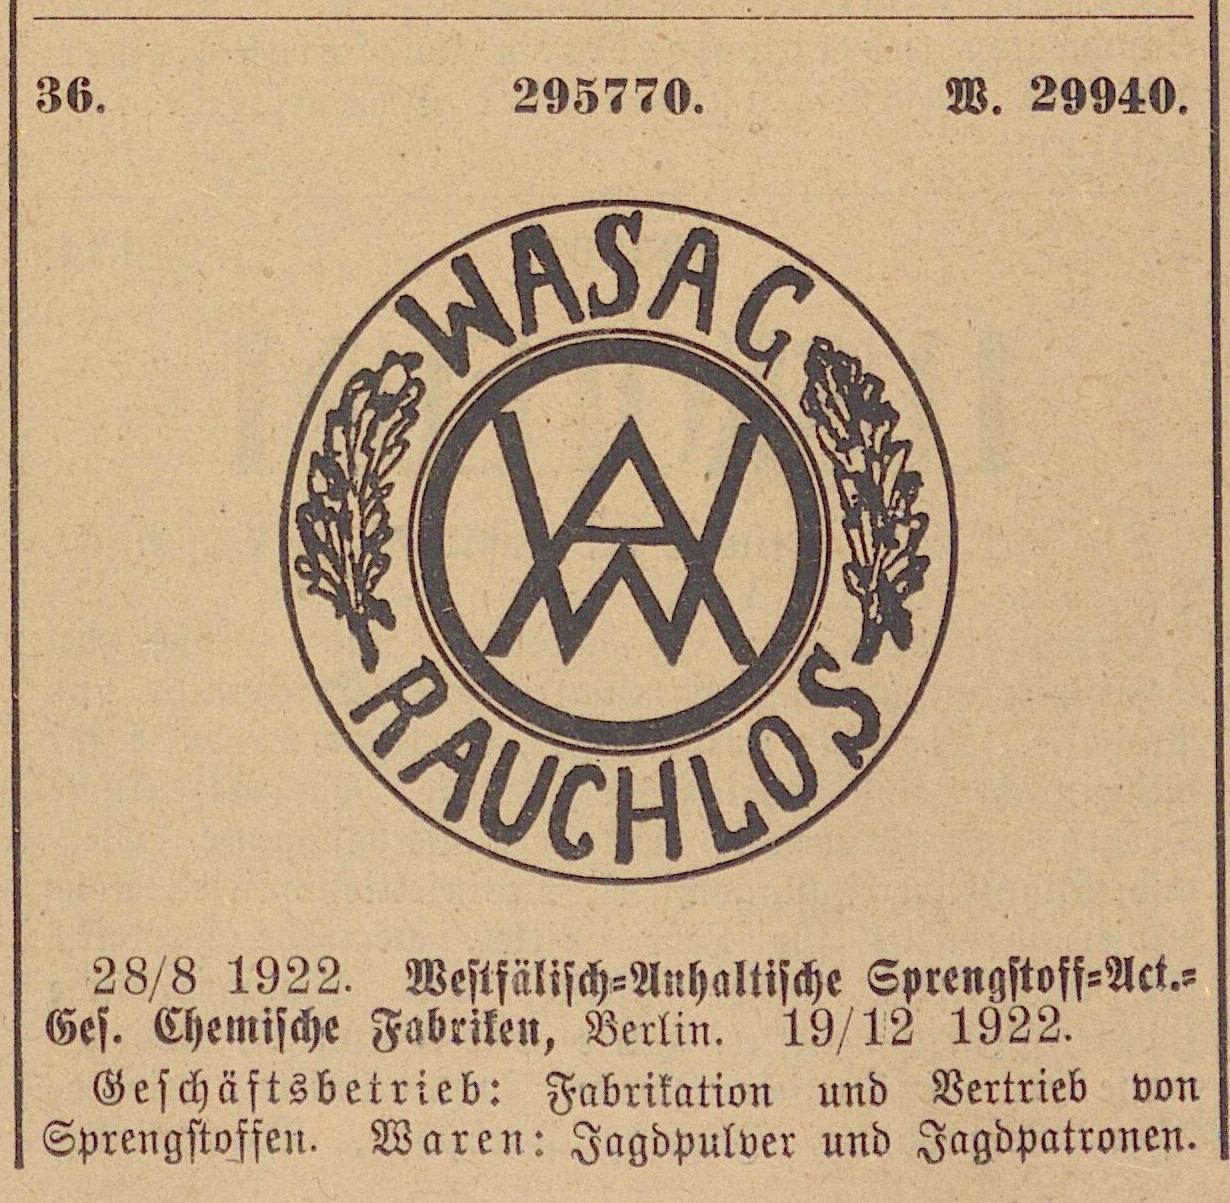 36. 295770. W. 29940.
WASAG
RAUCHLOS
28/8 1922. Westfälisch=Anhaltische Sprengstoff=Act.=
Ges. Chemische Fabriken, Berlin. 19/12 1922.
Geschäftsbetrieb: Fabrikation und Vertrieb von
Sprengstoffen. Waren: Jagdpulver und Jagdpatronen.